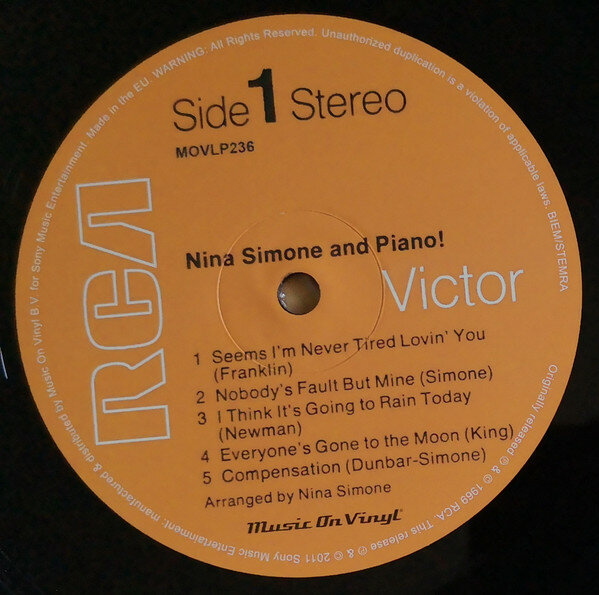 Side 1 Stereo
MOVLP236
RCA
Nina Simone and Piano!
Victor
1 Seems I'm Never Tired Lovin' You
(Franklin)
2 Nobody's Fault But Mine (Simone)
3 I Think It's Going to Rain Today
(Newman)
4 Everyone's Gone to the Moon (King)
5 Compensation (Dunbar-Simone)
Arranged by Nina Simone
Music On Vinyl
manufactured & distributed by Music On Vinyl B.V. for Sony Music Entertainment. Made in the EU. WARNING: All Rights Reserved. Unauthorized duplication is a violation of applicable laws. BIEM/STEMRA
Originally released ℗ & © 1969 RCA. This release ℗ & © 2011 Sony Music Entertainment.